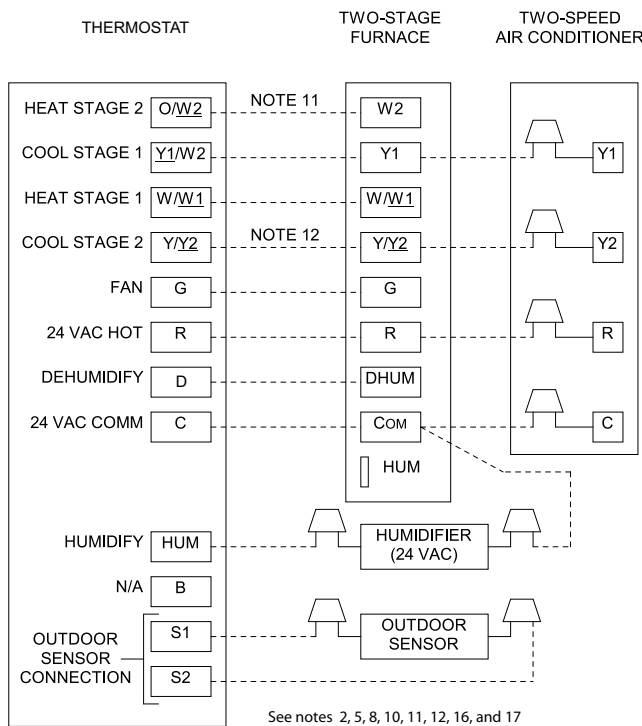 THERMOSTAT
TWO-STAGE
FURNACE
TWO-SPEED
AIR CONDITIONER
HEAT STAGE 2 O/W2 NOTE 11 W2
COOL STAGE 1 Y1/W2 Y1 Y1
HEAT STAGE 1 W/W1 W/W1
COOL STAGE 2 Y/Y2 NOTE 12 Y/Y2 Y2
FAN G G
24 VAC HOT R R R
DEHUMIDIFY D DHUM
24 VAC COMM C COM C
HUM
HUMIDIFY HUM HUMIDIFIER
(24 VAC)
N/A B
S1 OUTDOOR
SENSOR
OUTDOOR
SENSOR
CONNECTION
S2
See notes 2, 5, 8, 10, 11, 12, 16, and 17